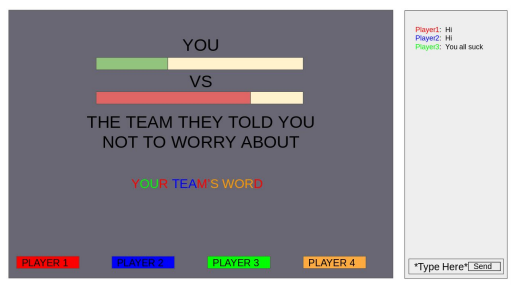 YOU
VS
THE TEAM THEY TOLD YOU
NOT TO WORRY ABOUT
YOUR TEAM'S WORD
PLAYER 1
PLAYER 2
PLAYER 3
PLAYER 4
Player1: Hi
Player2: Hi
Player3: You all suck
*Type Here* Send